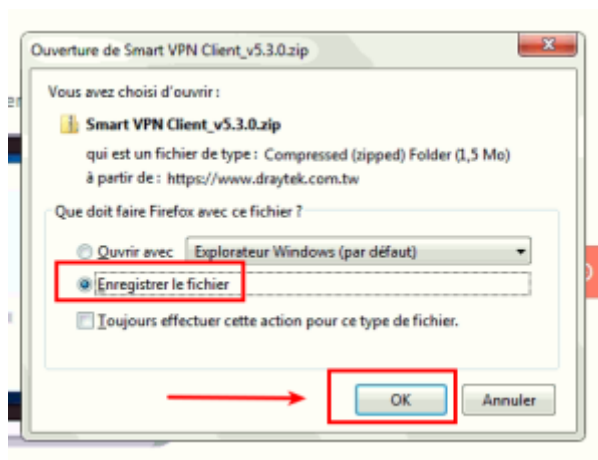 Ouverture de Smart VPN Client_v5.3.0.zip
Vous avez choisi d'ouvrir :
Smart VPN Client_v5.3.0.zip
qui est un fichier de type : Compressed (zipped) Folder (1,5 Mo)
à partir de : https://www.draytek.com.tw
Que doit faire Firefox avec ce fichier ?
Ouvrir avec Explorateur Windows (par défaut)
Enregistrer le fichier
Toujours effectuer cette action pour ce type de fichier.
OK Annuler